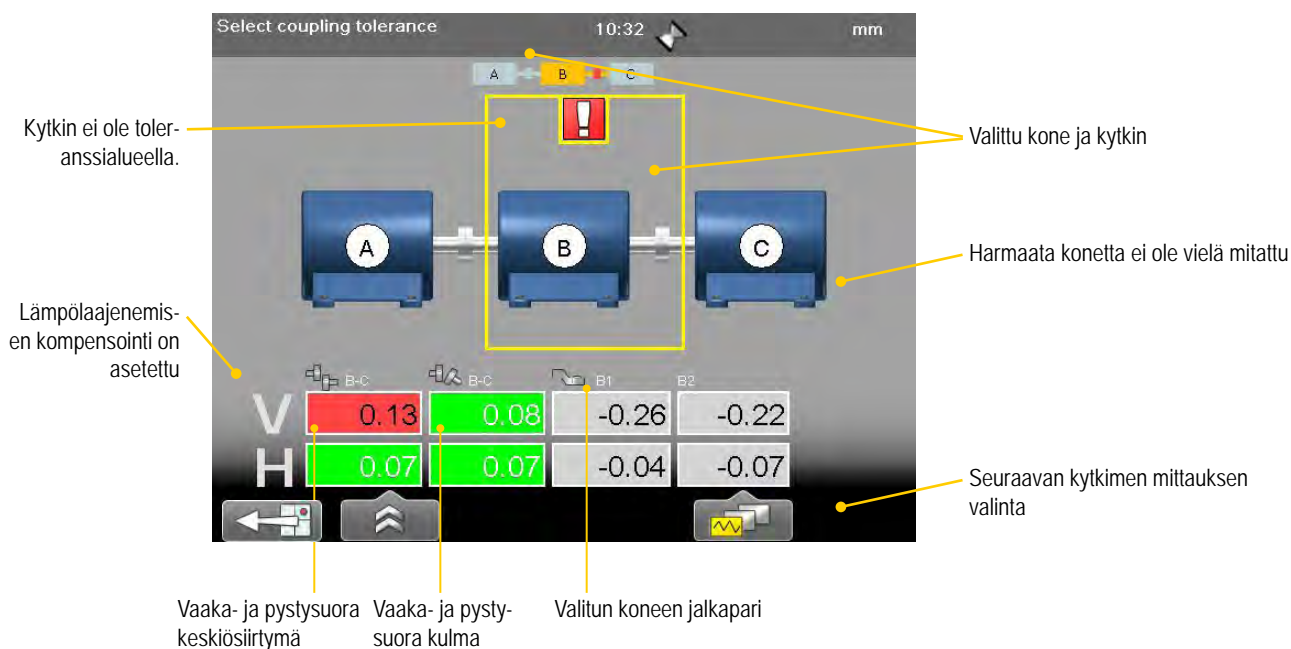 Select coupling tolerance
10:32
mm
A
B
C
Kytkin ei ole toler-
anssialueella.
Valittu kone ja kytkin
A
B
C
Harmaata konetta ei ole vielä mitattu
Lämpölaajenemis-
en kompensointi on
asetettu
B-C
B-C
B1
B2
V
0.13
0.08
-0.26
-0.22
H
0.07
0.07
-0.04
-0.07
Seuraavan kytkimen mittauksen
valinta
Vaaka- ja pystysuora
keskiösiirtymä
Vaaka- ja pysty-
suora kulma
Valitun koneen jalkapari